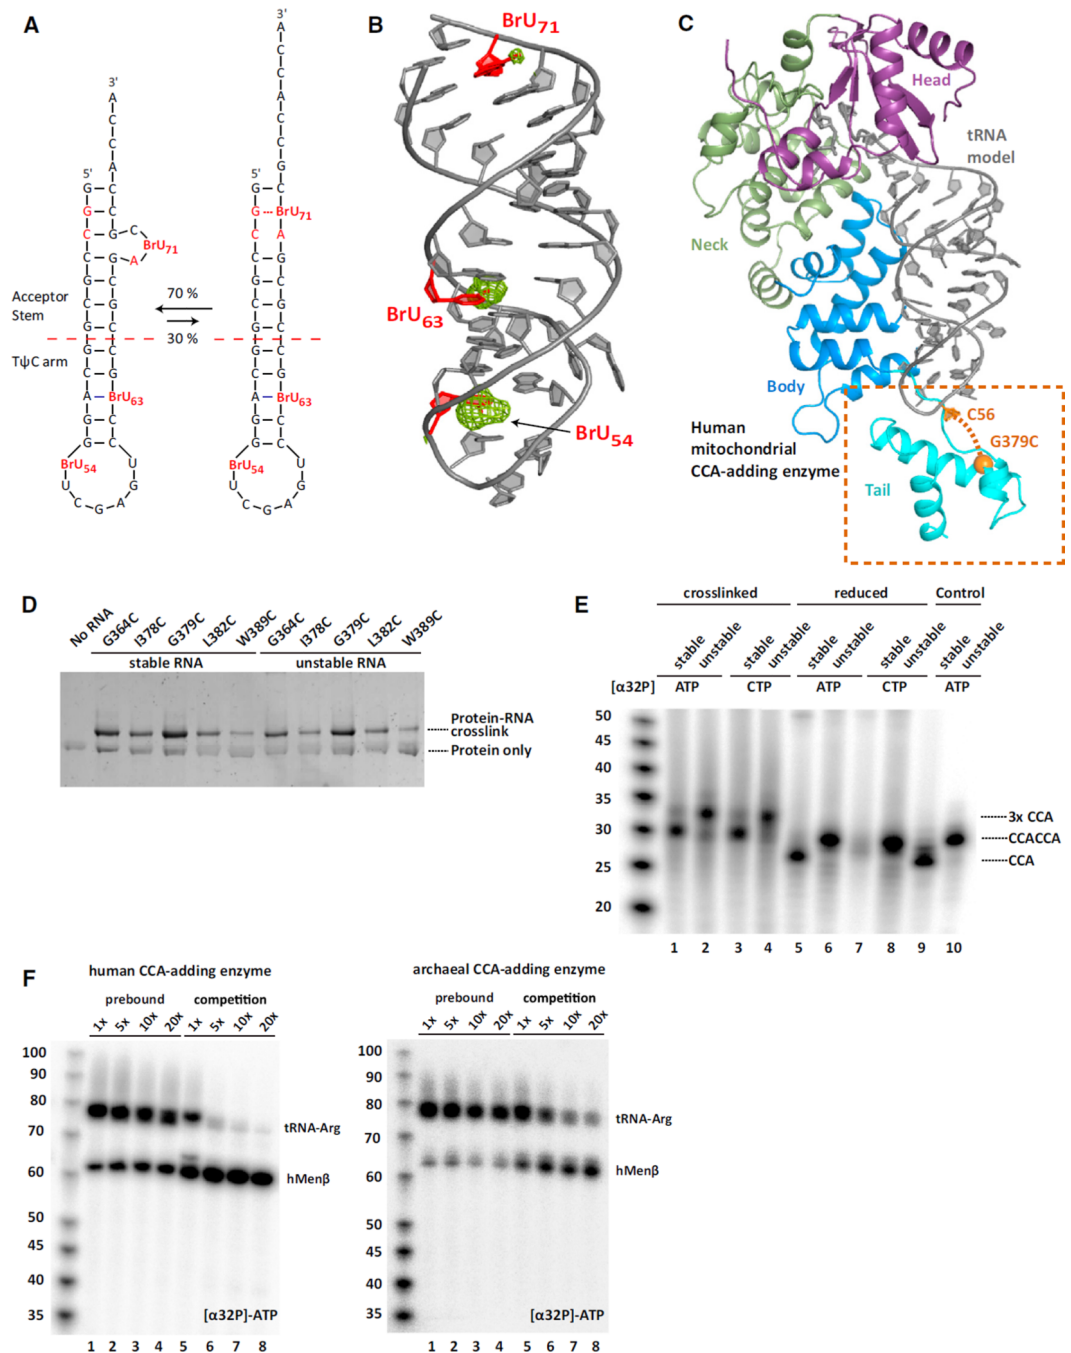 A
3'
A
C
C
A
C
C
G
C
BrU71
A
G
C
G
C
C
G
BrU63
C
C
U
G
A
G
C
U
BrU54
G
G
A
C
G
G
C
G
C
C
C
G
G
5'
Acceptor
Stem
TψC arm
70 %
30 %
3'
A
C
C
A
C
C
G
C
BrU71
A
G
C
G
C
C
G
BrU63
C
C
U
G
A
G
C
U
BrU54
5'
B
BrU71
BrU63
BrU54
C
Head
tRNA
model
Neck
Body
Human
mitochondrial
CCA-adding enzyme
C56
G379C
Tail
D
No RNA G364C I378C G379C L382C W389C G364C I378C G379C L382C W389C
stable RNA unstable RNA
Protein-RNA
crosslink
Protein only
E
crosslinked reduced Control
stable unstable stable unstable stable unstable stable unstable stable unstable
[α32P] ATP CTP ATP CTP ATP
50
45
40
35
30
25
20
3x CCA
CCACCA
CCA
1 2 3 4 5 6 7 8 9 10
F
human CCA-adding enzyme
prebound competition
1x 5x 10x 20x 1x 5x 10x 20x
100
90
80
70
60
50
45
40
35
tRNA-Arg
hMenβ
[α32P]-ATP
1 2 3 4 5 6 7 8
archaeal CCA-adding enzyme
prebound competition
1x 5x 10x 20x 1x 5x 10x 20x
100
90
80
70
60
50
45
40
35
tRNA-Arg
hMenβ
[α32P]-ATP
1 2 3 4 5 6 7 8